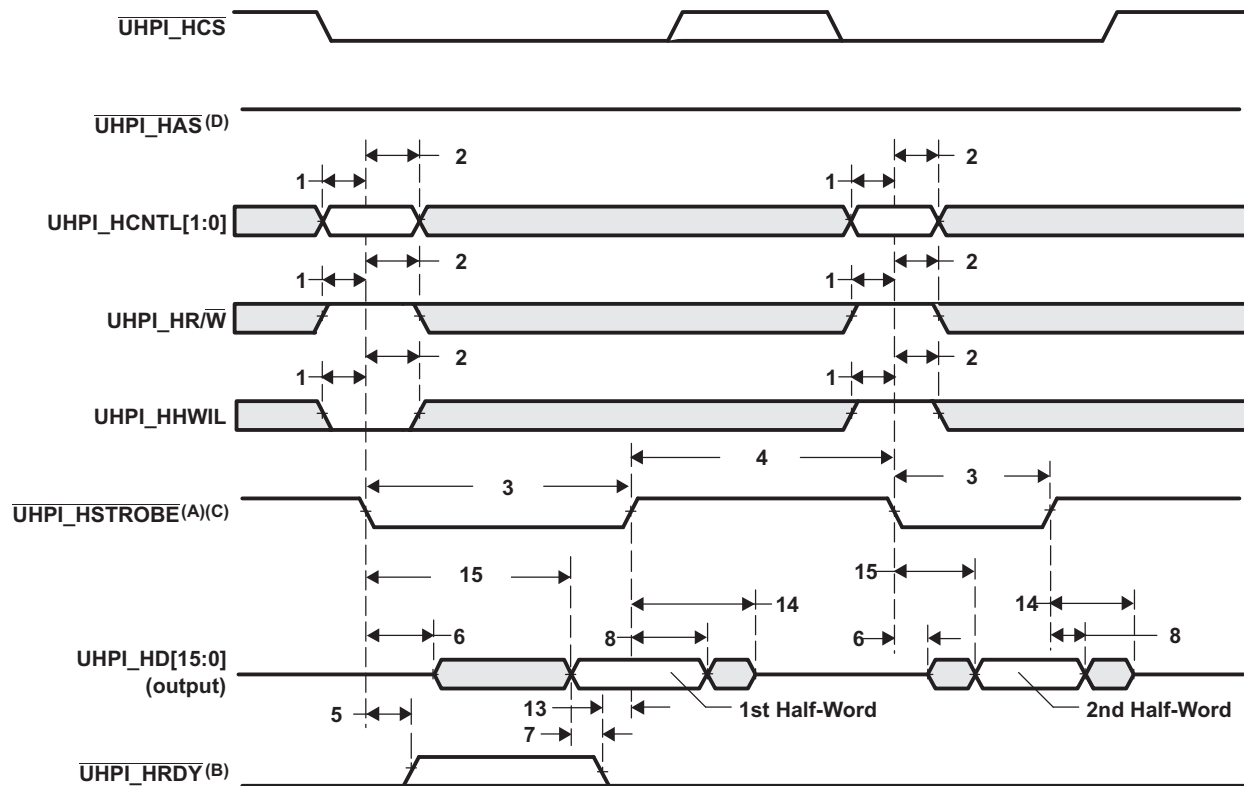 UHPI_HCS
UHPI_HAS (D)
2
2
1
1
UHPI_HCNTL[1:0]
2
2
1
1
UHPI_HR/W
2
2
1
1
UHPI_HHWIL
4
3
3
UHPI_HSTROBE (A)(C)
15
15
14
14
6
8
6
8
UHPI_HD[15:0]
(output)
5
13
1st Half-Word
2nd Half-Word
7
UHPI_HRDY (B)